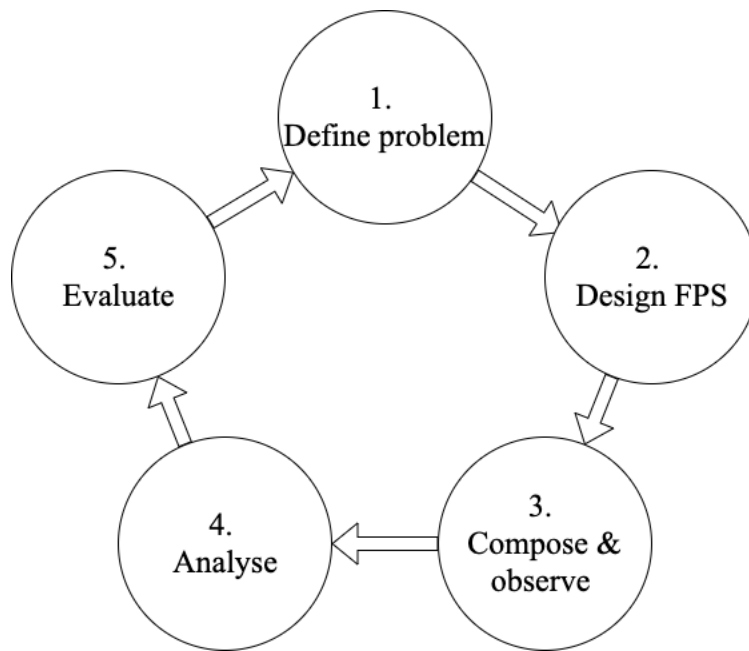 1.
Define problem
2.
Design FPS
3.
Compose &
observe
4.
Analyse
5.
Evaluate